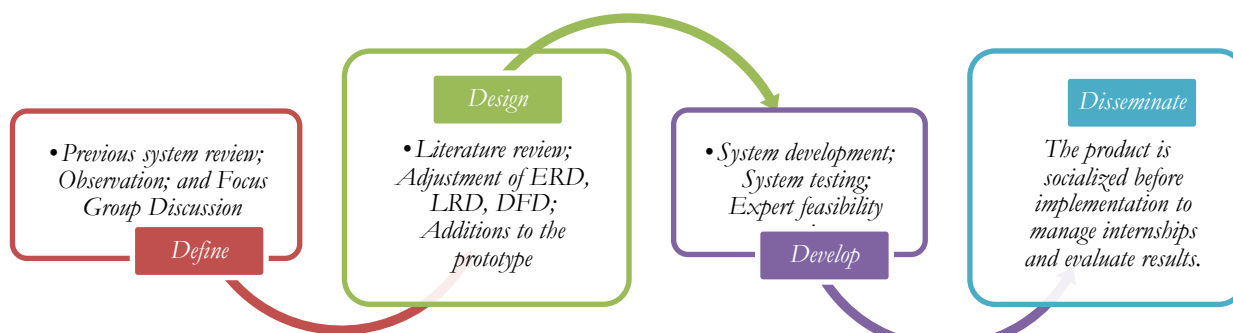 • Previous system review;
Observation; and Focus
Group Discussion
Define
Design
• Literature review;
Adjustment of ERD,
LRD, DFD;
Additions to the
prototype
• System development;
System testing;
Expert feasibility
Develop
Disseminate
The product is
socialized before
implementation to
manage internships
and evaluate results.